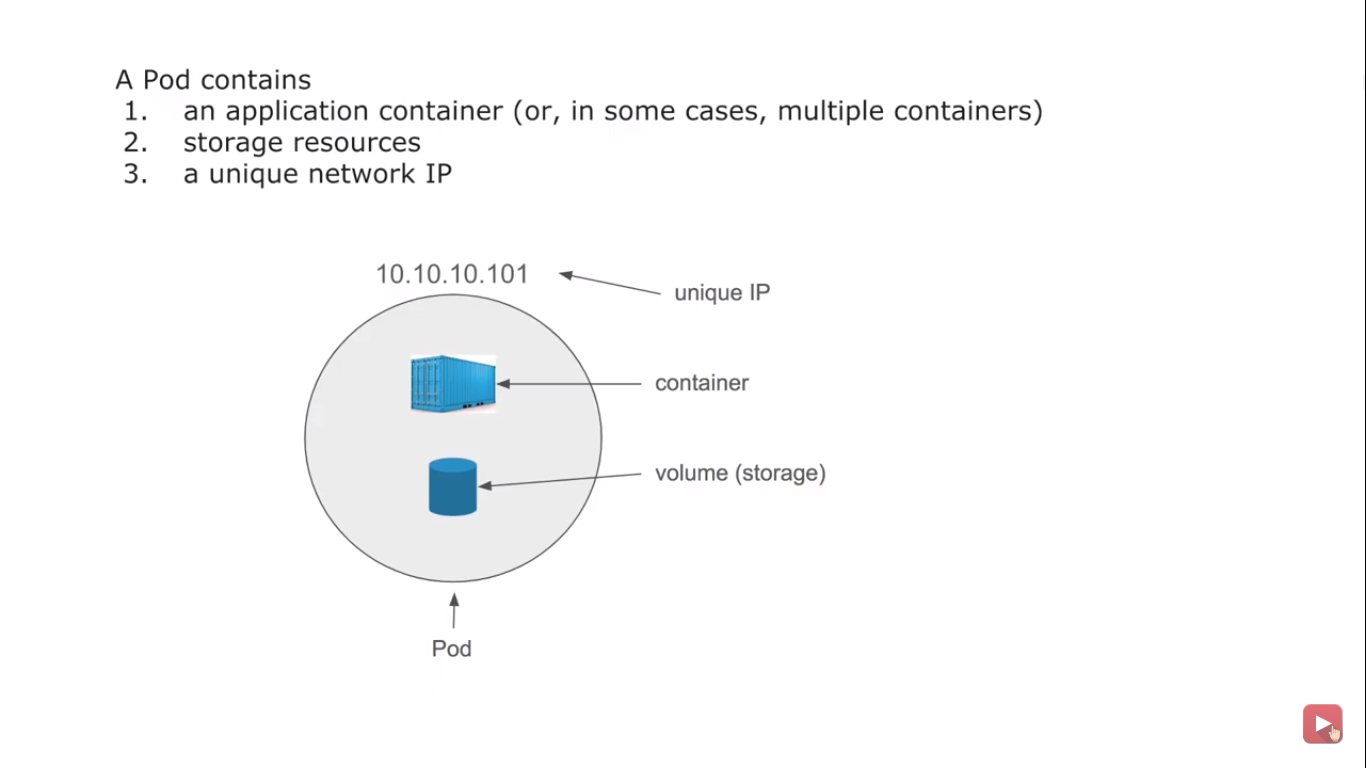 A Pod contains
1. an application container (or, in some cases, multiple containers)
2. storage resources
3. a unique network IP
10.10.10.101
unique IP
container
volume (storage)
Pod